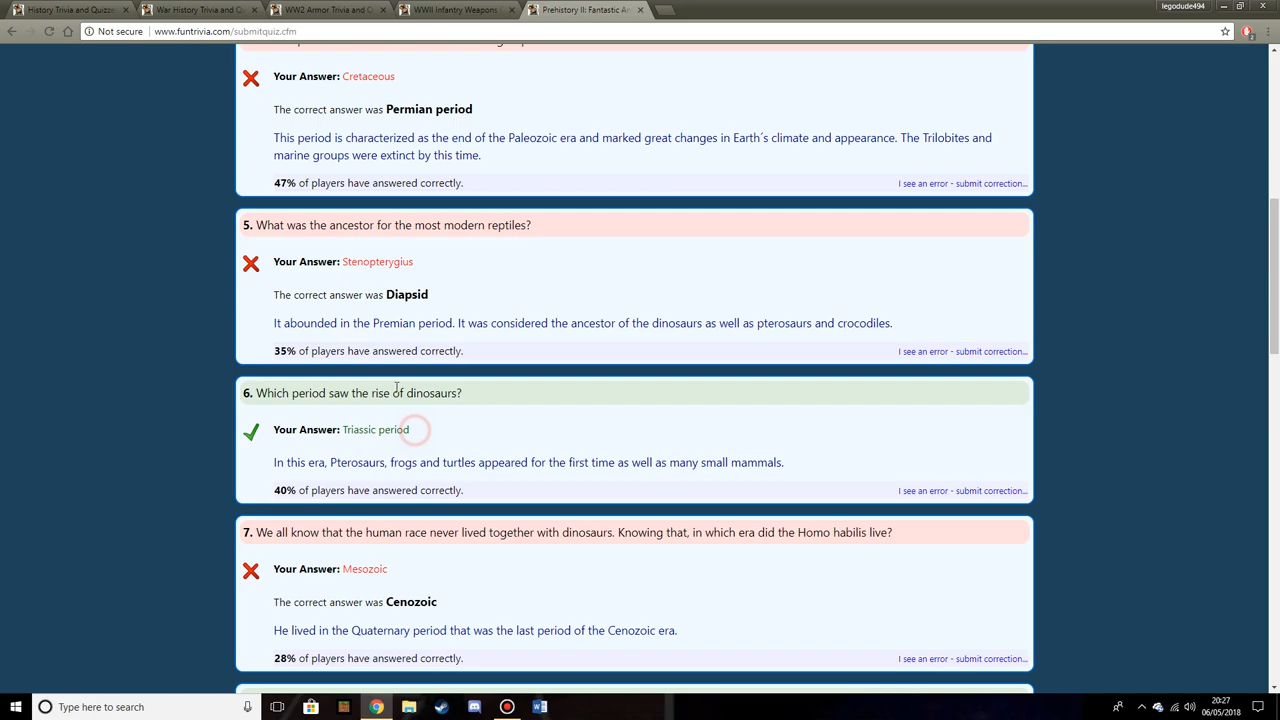 History Trivia and Quizze
War History Trivia and Qu
WW2 Armor Trivia and C
WWII Infantry Weapons
Prehistory II: Fantastic An
legodude494
Not secure
www.funtrivia.com/submitquiz.cfm
Your Answer: Cretaceous
The correct answer was Permian period
This period is characterized as the end of the Paleozoic era and marked great changes in Earth´s climate and appearance. The Trilobites and
marine groups were extinct by this time.
47% of players have answered correctly.
I see an error - submit correction...
5. What was the ancestor for the most modern reptiles?
Your Answer: Stenopterygius
The correct answer was Diapsid
It abounded in the Premian period. It was considered the ancestor of the dinosaurs as well as pterosaurs and crocodiles.
35% of players have answered correctly.
I see an error - submit correction...
6. Which period saw the rise of dinosaurs?
Your Answer: Triassic period
In this era, Pterosaurs, frogs and turtles appeared for the first time as well as many small mammals.
40% of players have answered correctly.
I see an error - submit correction...
7. We all know that the human race never lived together with dinosaurs. Knowing that, in which era did the Homo habilis live?
Your Answer: Mesozoic
The correct answer was Cenozoic
He lived in the Quaternary period that was the last period of the Cenozoic era.
28% of players have answered correctly.
I see an error - submit correction...
Type here to search
20:27
06/05/2018